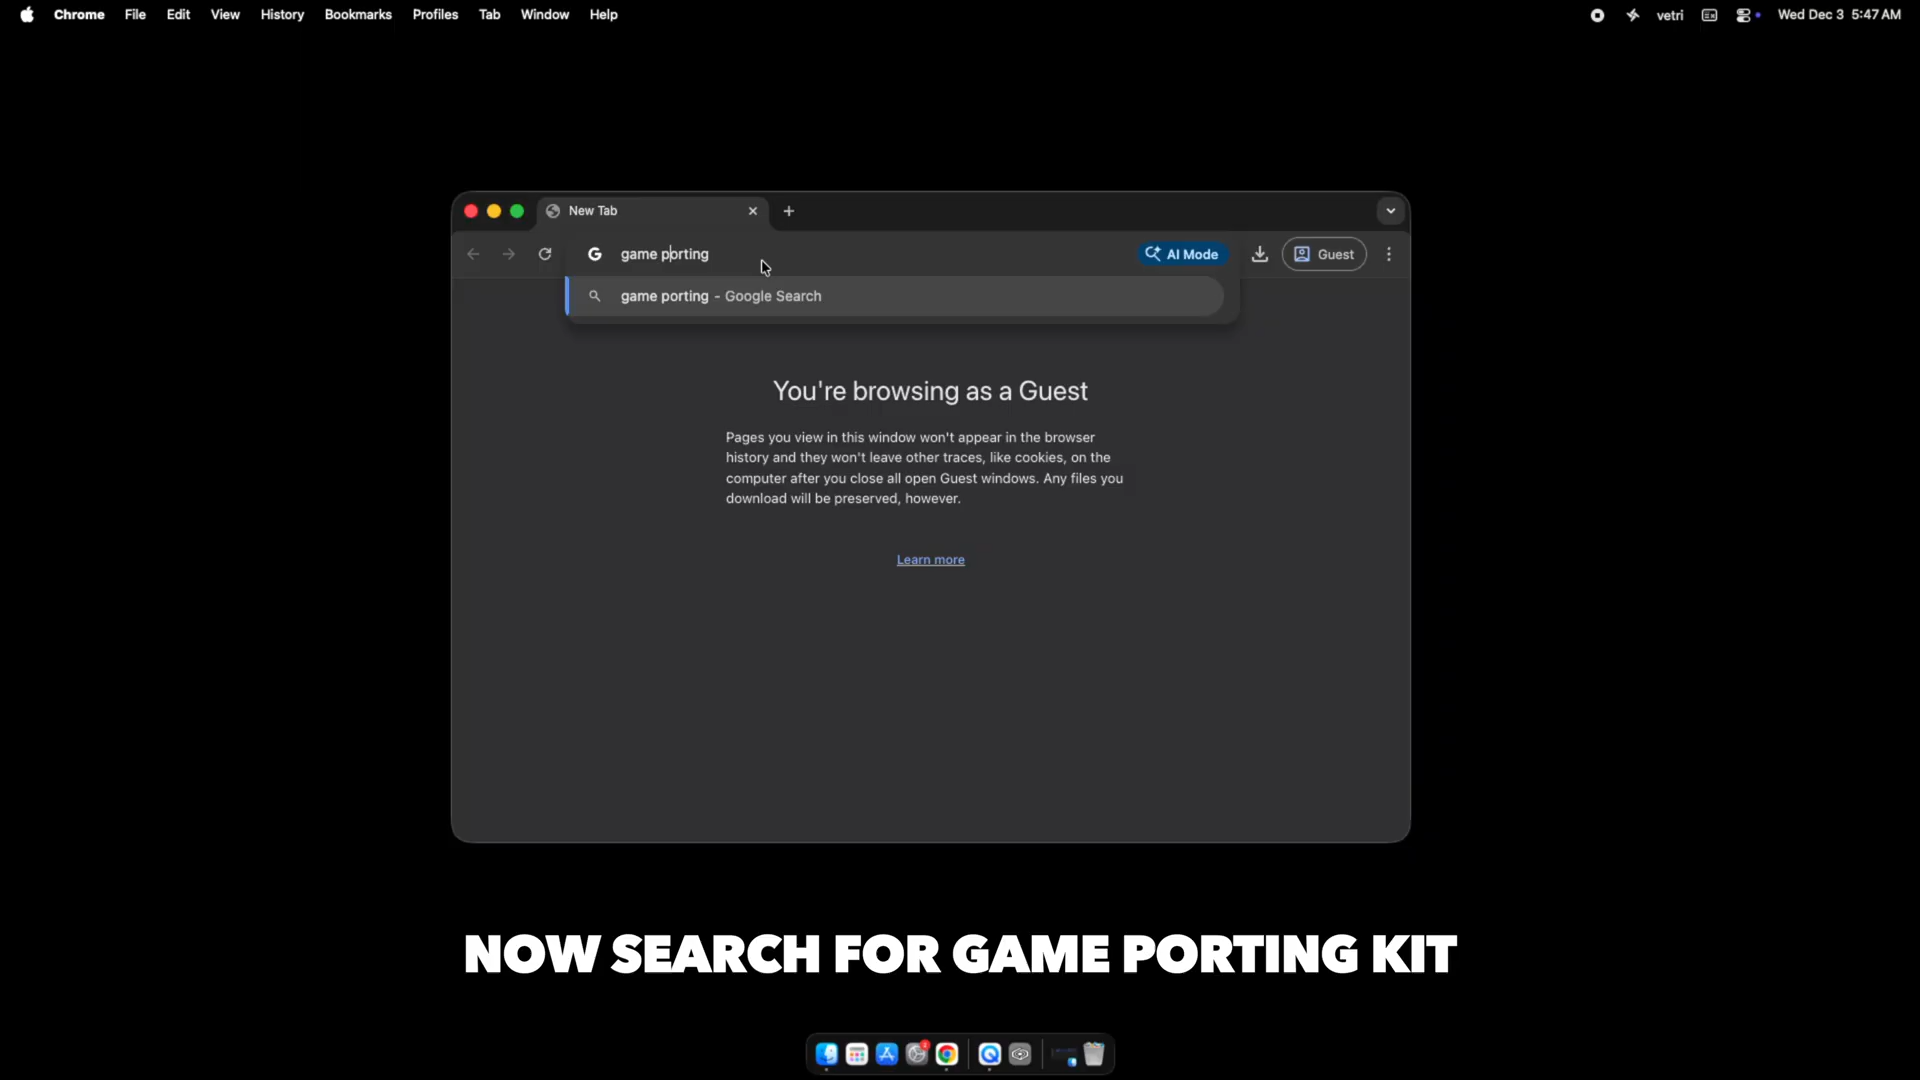 Chrome File Edit View History Bookmarks Profiles Tab Window Help
vetri Wed Dec 3 5:47 AM
New Tab
game porting
AI Mode
Guest
game porting - Google Search
You're browsing as a Guest
Pages you view in this window won't appear in the browser
history and they won't leave other traces, like cookies, on the
computer after you close all open Guest windows. Any files you
download will be preserved, however.
Learn more
NOW SEARCH FOR GAME PORTING KIT
2